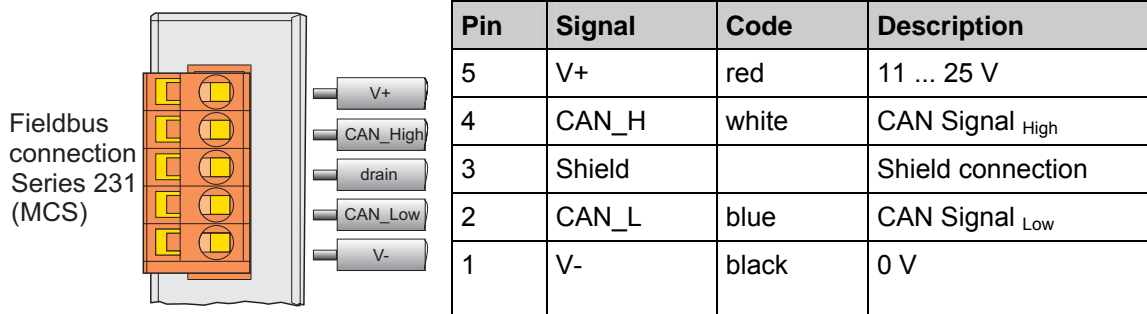 Fieldbus
connection
Series 231
(MCS)
V+
CAN_High
drain
CAN_Low
V-
Pin Signal Code Description
5 V+ red 11 ... 25 V
4 CAN_H white CAN Signal High
3 Shield Shield connection
2 CAN_L blue CAN Signal Low
1 V- black 0 V